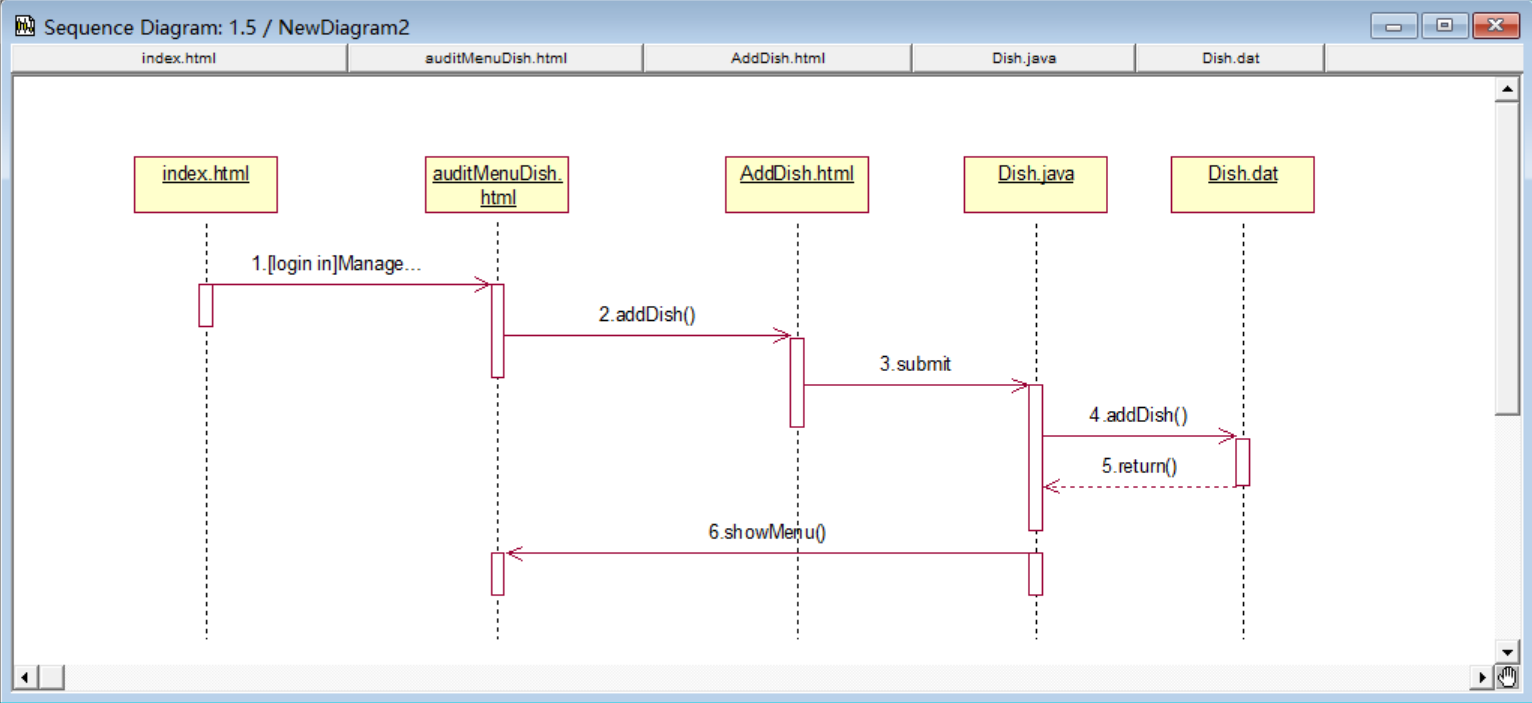 Sequence Diagram: 1.5 / NewDiagram2
index.html auditMenuDish.html AddDish.html Dish.java Dish.dat
index.html
auditMenuDish.
html
AddDish.html
Dish.java
Dish.dat
1.[login in]Manage...
2.addDish()
3.submit
4.addDish()
5.return()
6.showMenu()